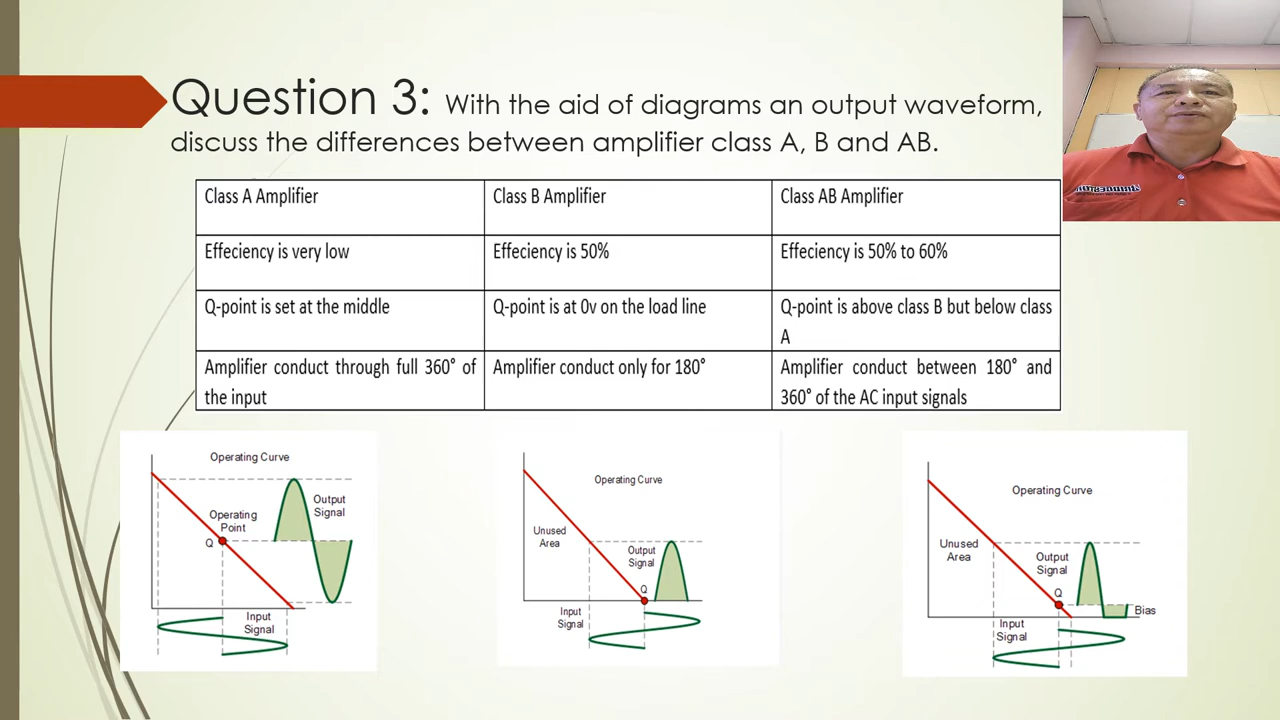 Question 3: With the aid of diagrams an output waveform,
discuss the differences between amplifier class A, B and AB.
Class A Amplifier
Class B Amplifier
Class AB Amplifier
Effeciency is very low
Effeciency is 50%
Effeciency is 50% to 60%
Q-point is set at the middle
Q-point is at 0v on the load line
Q-point is above class B but below class
A
Amplifier conduct through full 360° of
the input
Amplifier conduct only for 180°
Amplifier conduct between 180° and
360° of the AC input signals
Operating Curve
Output
Signal
Operating
Point
Q
Input
Signal
Operating Curve
Unused
Area
Output
Signal
Q
Input
Signal
Operating Curve
Unused
Area
Output
Signal
Q
Bias
Input
Signal